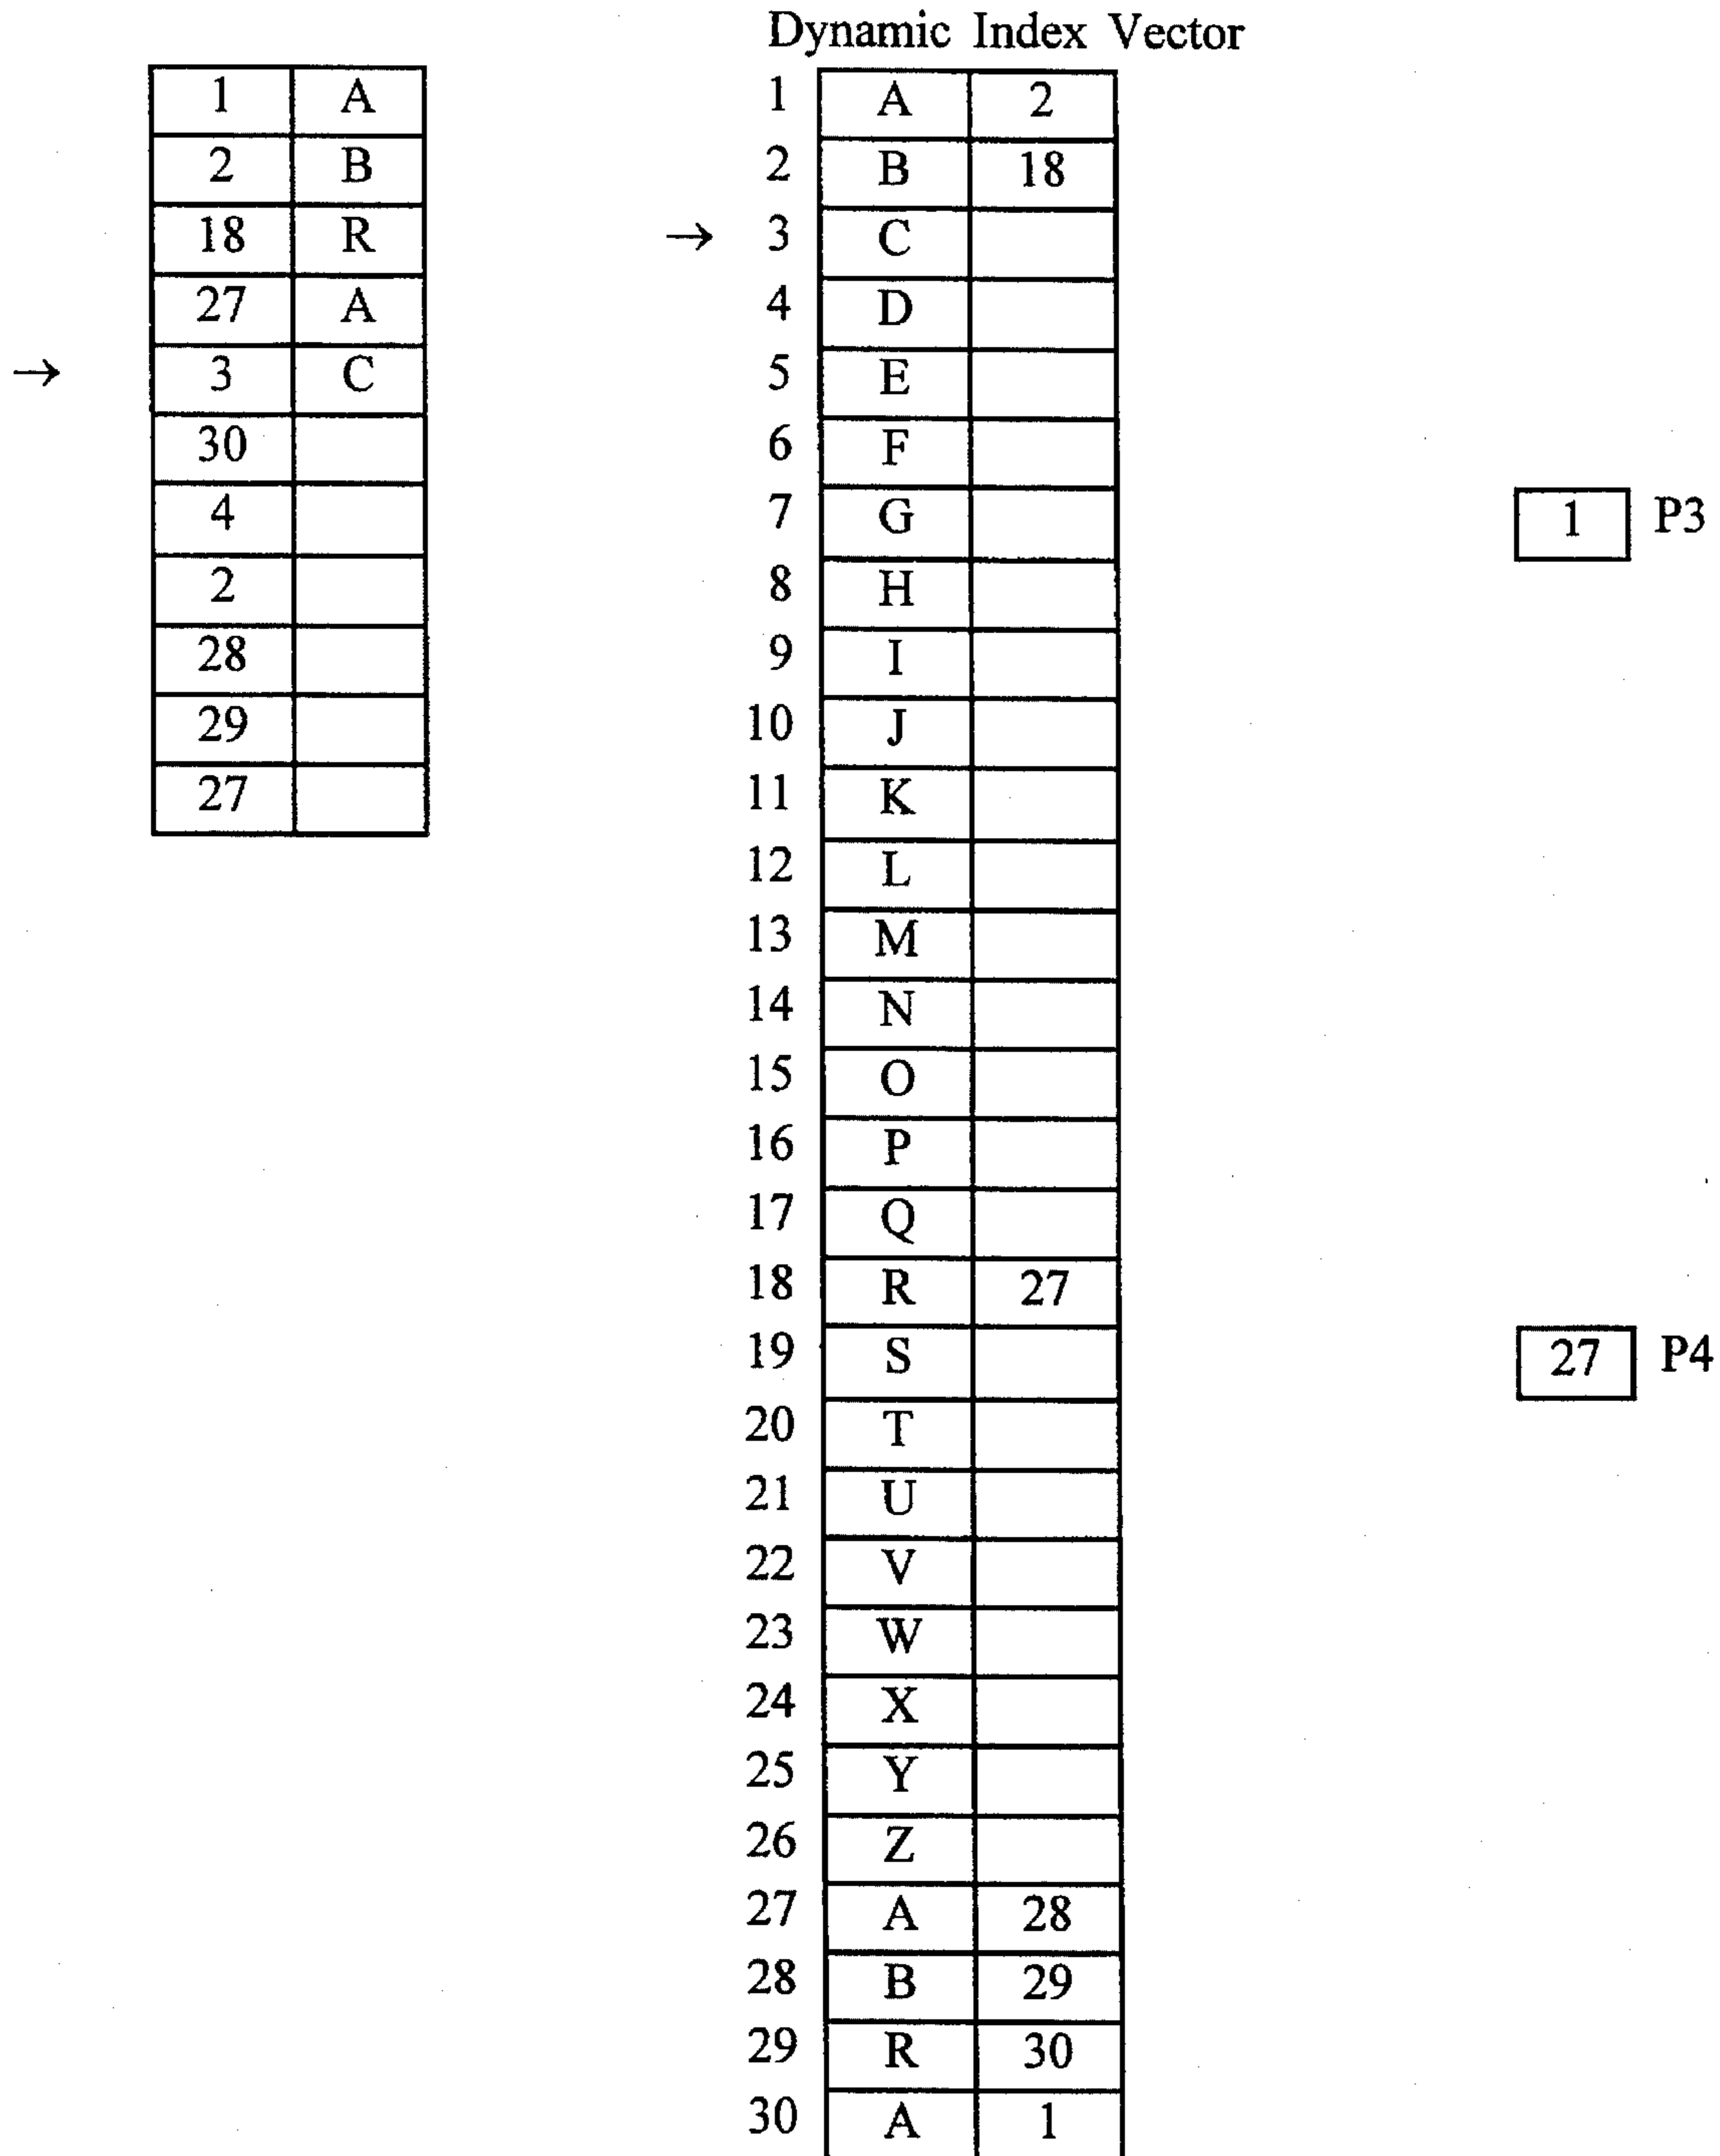 Dynamic Index Vector
1 A
2 B
18 R
27 A
→ 3 C
30
4
2
28
29
27
1 A 2
2 B 18
→ 3 C
4 D
5 E
6 F
7 G
8 H
9 I
10 J
11 K
12 L
13 M
14 N
15 O
16 P
17 Q
18 R 27
19 S
20 T
21 U
22 V
23 W
24 X
25 Y
26 Z
27 A 28
28 B 29
29 R 30
30 A 1
1 P3
27 P4